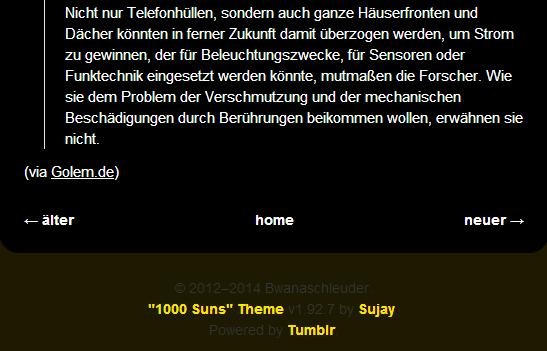 Nicht nur Telefonhüllen, sondern auch ganze Häuserfronten und
Dächer könnten in ferner Zukunft damit überzogen werden, um Strom
zu gewinnen, der für Beleuchtungszwecke, für Sensoren oder
Funktechnik eingesetzt werden könnte, mutmaßen die Forscher. Wie
sie dem Problem der Verschmutzung und der mechanischen
Beschädigungen durch Berührungen beikommen wollen, erwähnen sie
nicht.
(via Golem.de)
← älter home neuer →
© 2012–2014 Bwanaschleuder
"1000 Suns" Theme v1.92.7 by Sujay
Powered by Tumblr